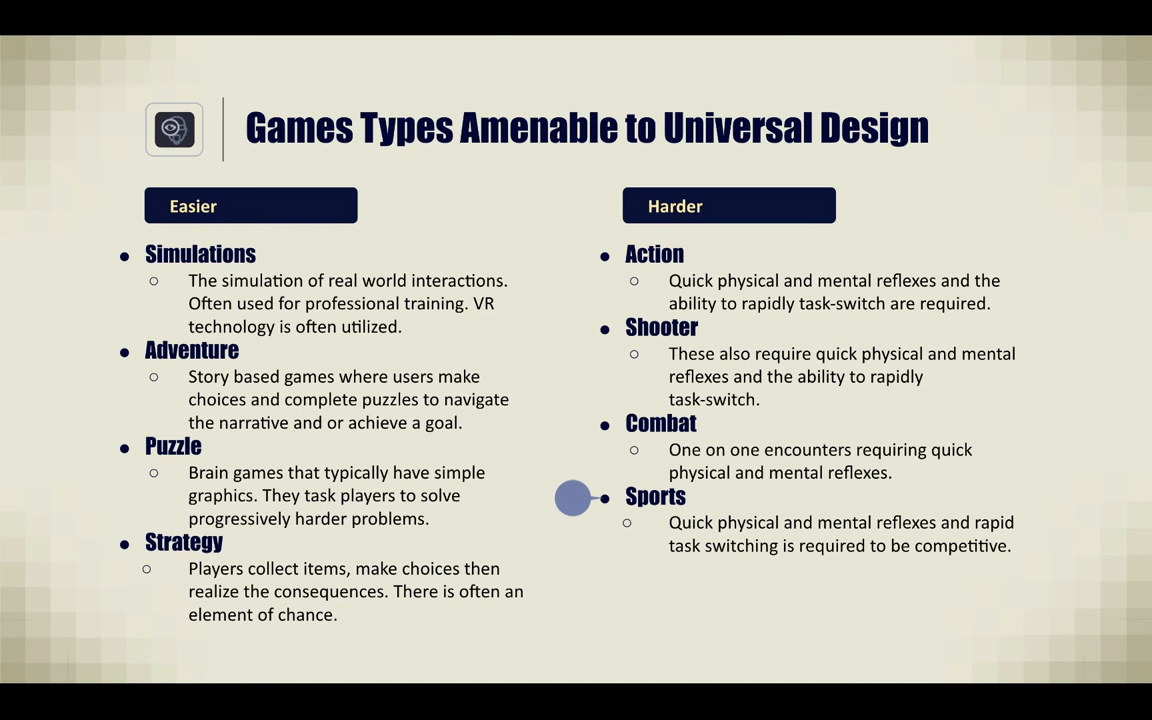 Games Types Amenable to Universal Design
Easier
● Simulations
○ The simulation of real world interactions.
Often used for professional training. VR
technology is often utilized.
● Adventure
○ Story based games where users make
choices and complete puzzles to navigate
the narrative and or achieve a goal.
● Puzzle
○ Brain games that typically have simple
graphics. They task players to solve
progressively harder problems.
● Strategy
○ Players collect items, make choices then
realize the consequences. There is often an
element of chance.
Harder
● Action
○ Quick physical and mental reflexes and the
ability to rapidly task-switch are required.
● Shooter
○ These also require quick physical and mental
reflexes and the ability to rapidly
task-switch.
● Combat
○ One on one encounters requiring quick
physical and mental reflexes.
● Sports
○ Quick physical and mental reflexes and rapid
task switching is required to be competitive.